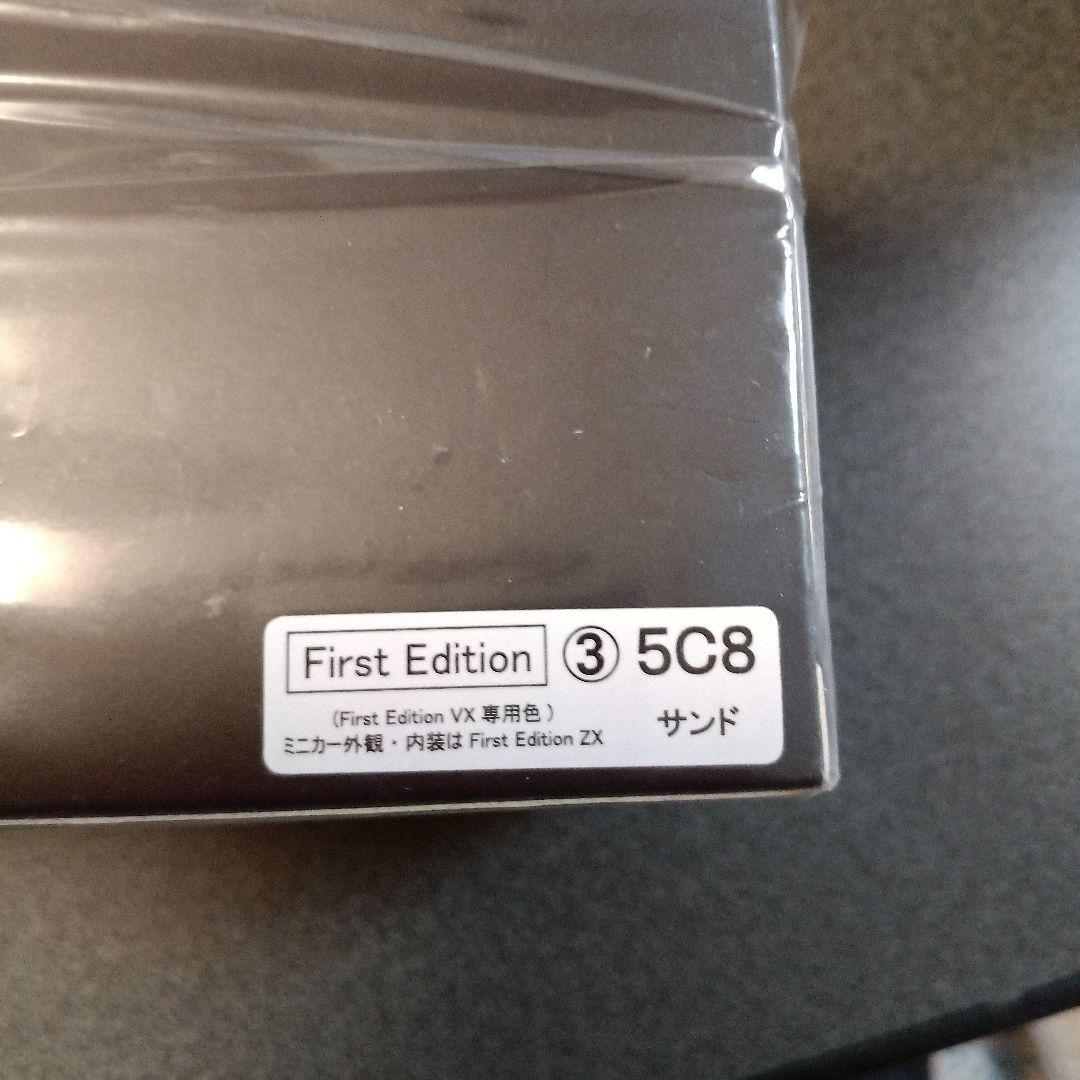 First Edition ③ 5C8
(First Edition VX 専用色) サンド
ミニカー外観・内装は First Edition ZX